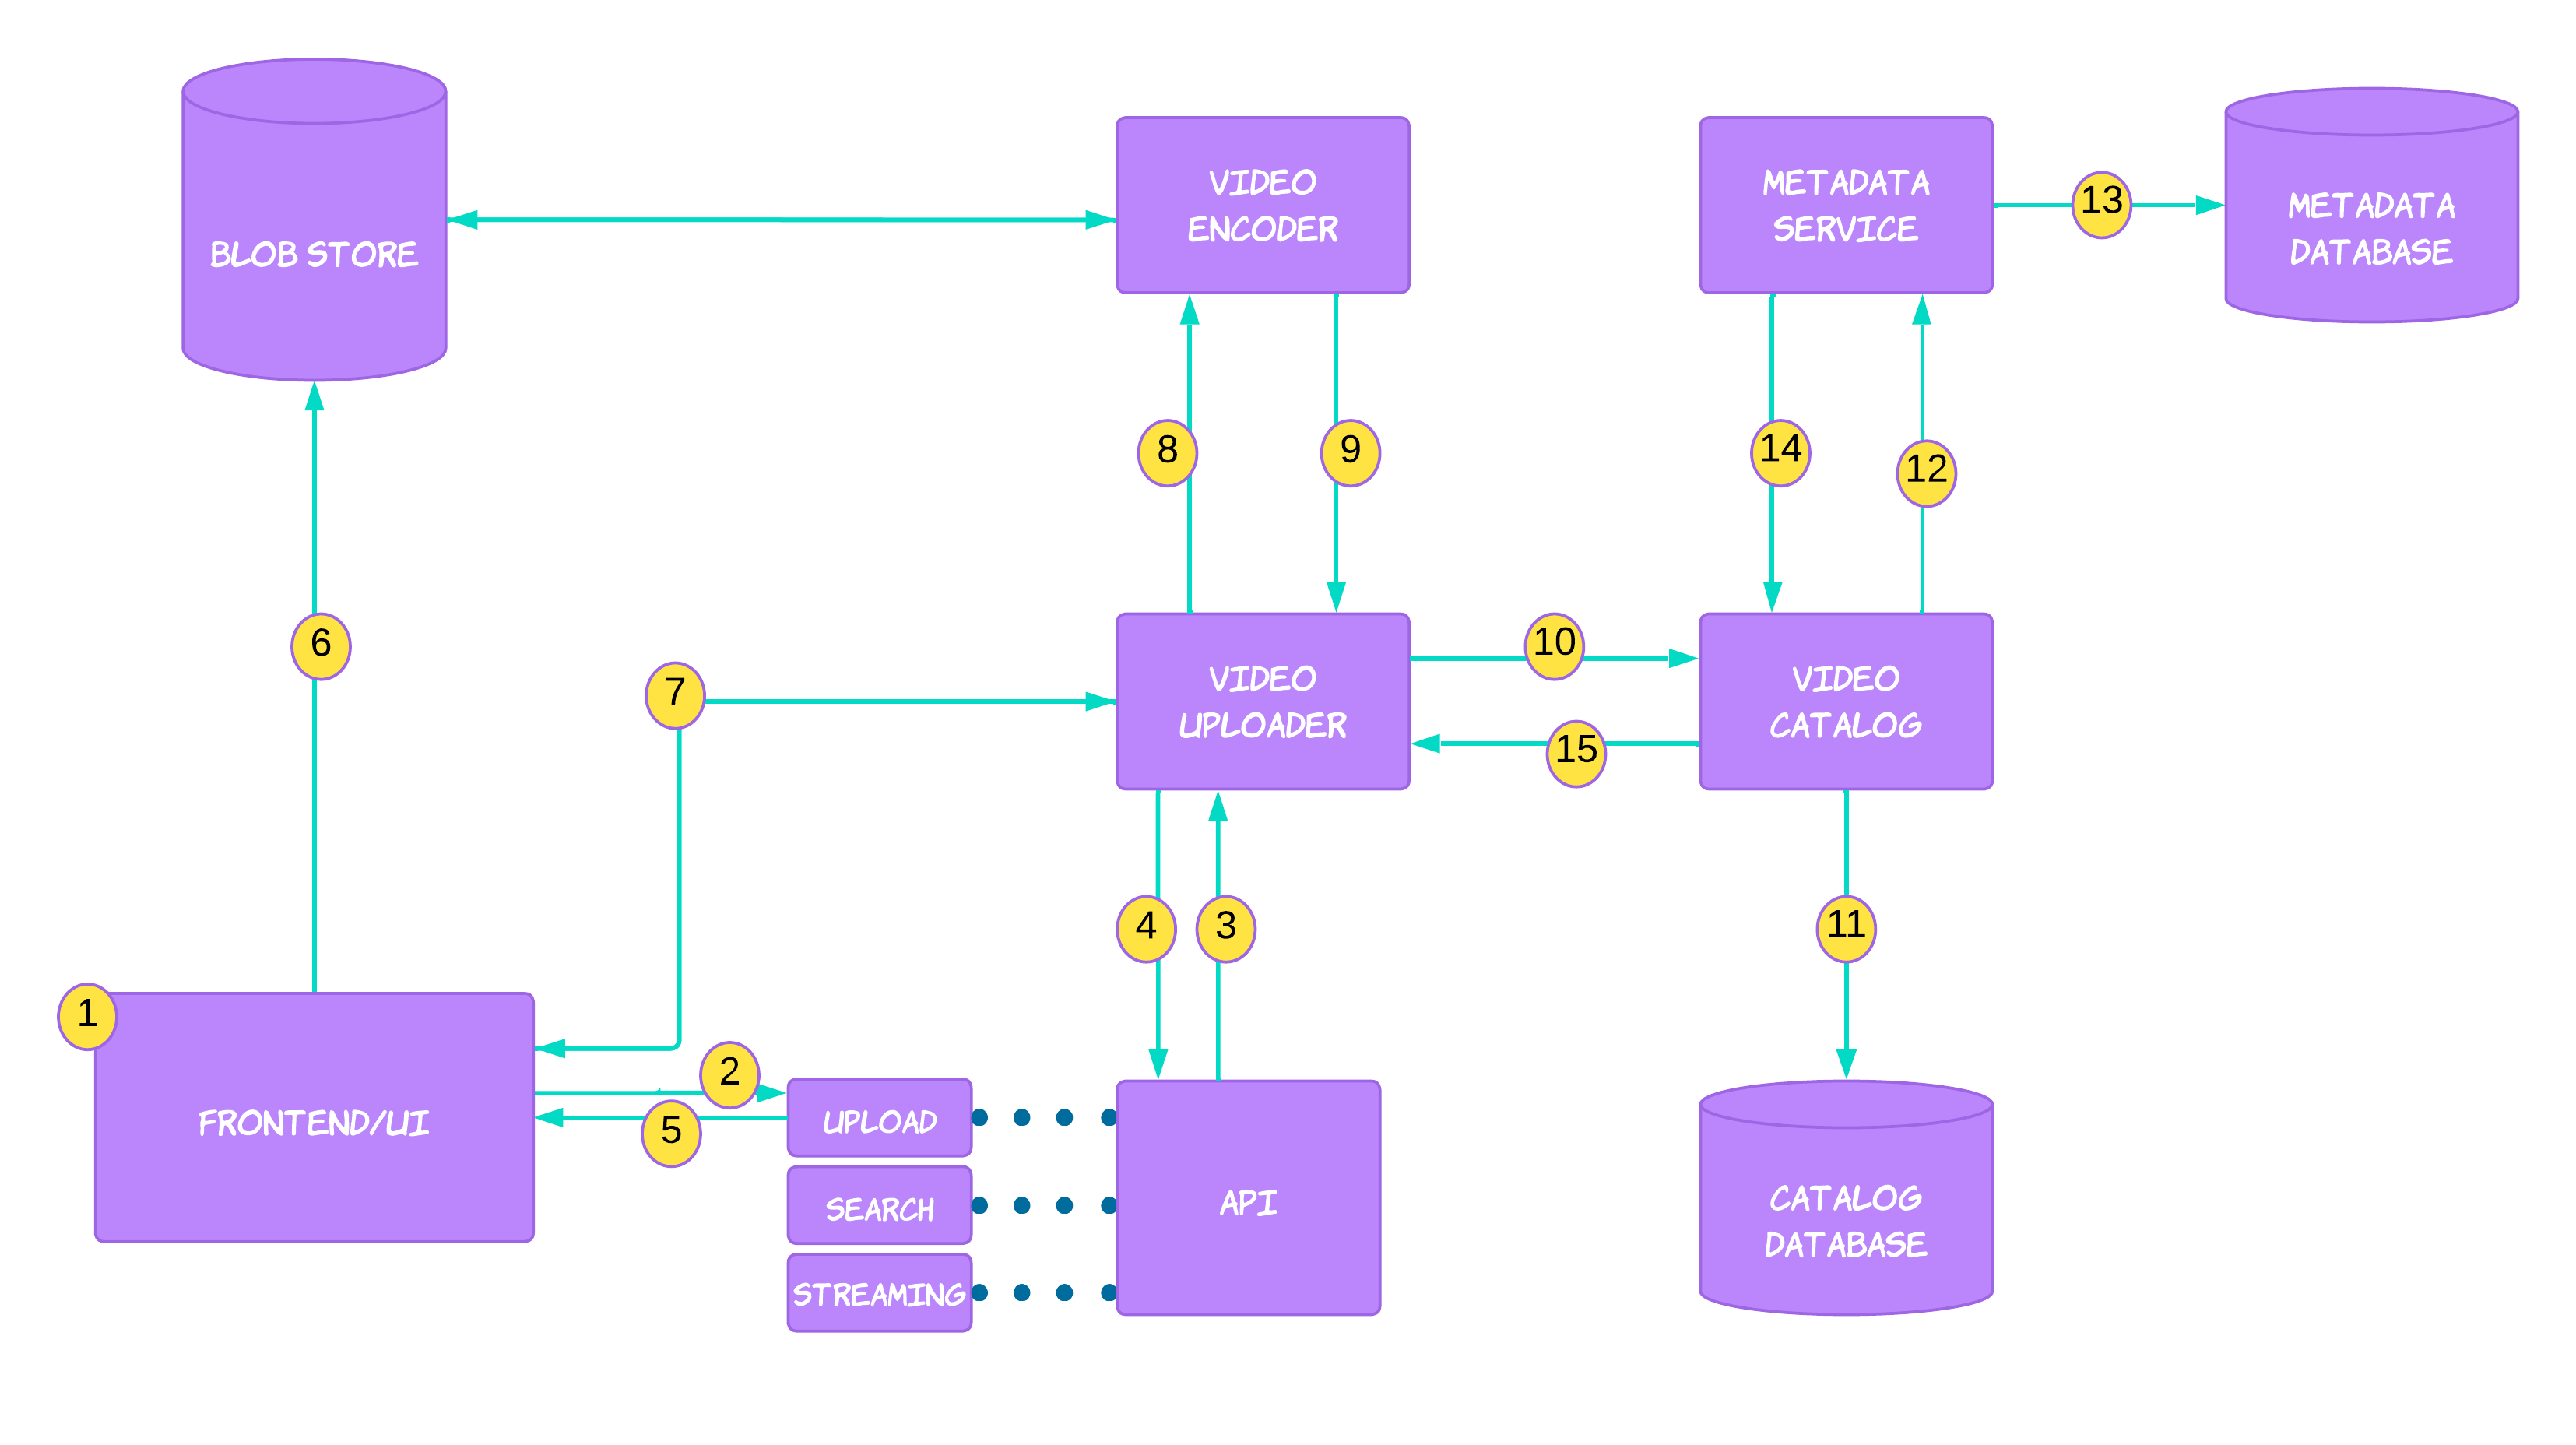 BLOB STORE
VIDEO
ENCODER
METADATA
SERVICE
13
METADATA
DATABASE
8
9
14
12
6
7
VIDEO
UPLOADER
10
15
VIDEO
CATALOG
4
3
11
1
FRONTEND/UI
2
5
UPLOAD
SEARCH
STREAMING
API
CATALOG
DATABASE